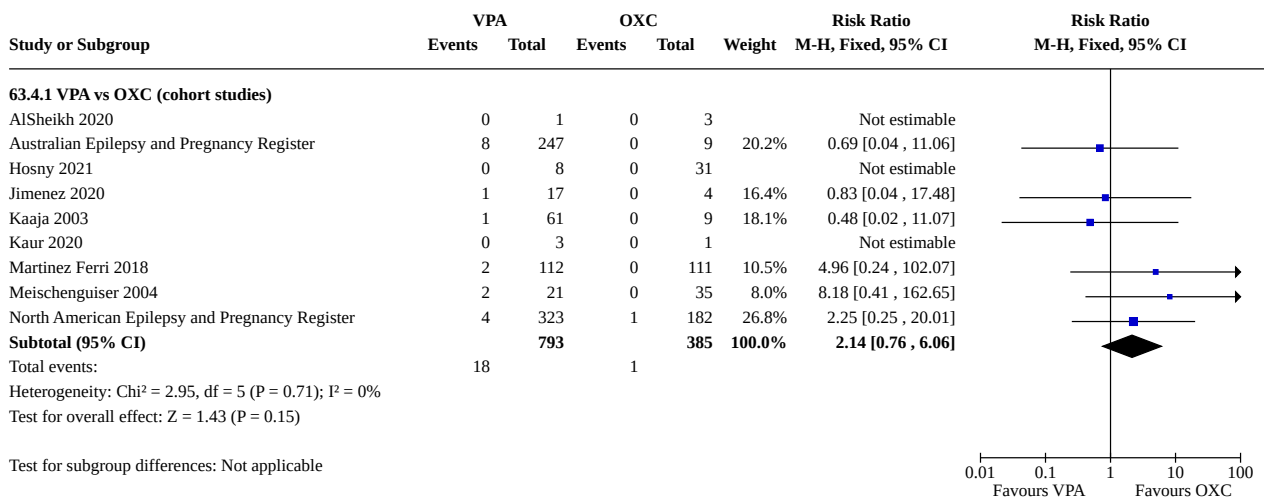 VPA OXC Risk Ratio Risk Ratio
Study or Subgroup Events Total Events Total Weight M-H, Fixed, 95% CI M-H, Fixed, 95% CI
63.4.1 VPA vs OXC (cohort studies)
AlSheikh 2020 0 1 0 3 Not estimable
Australian Epilepsy and Pregnancy Register 8 247 0 9 20.2% 0.69 [0.04 , 11.06]
Hosny 2021 0 8 0 31 Not estimable
Jimenez 2020 1 17 0 4 16.4% 0.83 [0.04 , 17.48]
Kaaja 2003 1 61 0 9 18.1% 0.48 [0.02 , 11.07]
Kaur 2020 0 3 0 1 Not estimable
Martinez Ferri 2018 2 112 0 111 10.5% 4.96 [0.24 , 102.07]
Meischenguiser 2004 2 21 0 35 8.0% 8.18 [0.41 , 162.65]
North American Epilepsy and Pregnancy Register 4 323 1 182 26.8% 2.25 [0.25 , 20.01]
Subtotal (95% CI) 793 385 100.0% 2.14 [0.76 , 6.06]
Total events: 18 1
Heterogeneity: Chi² = 2.95, df = 5 (P = 0.71); I² = 0%
Test for overall effect: Z = 1.43 (P = 0.15)
Test for subgroup differences: Not applicable
0.01 0.1 1 10 100
Favours VPA Favours OXC